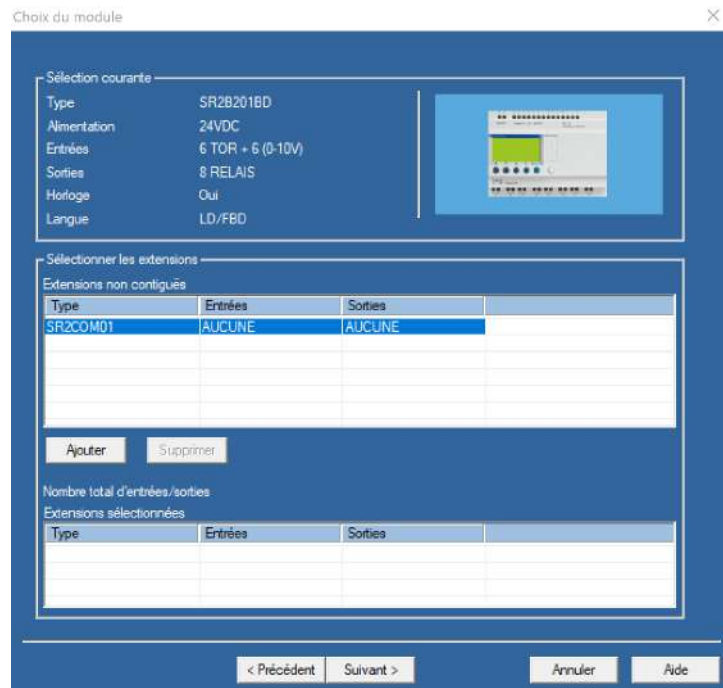 Choix du module
Sélection courante
Type SR2B201BD
Alimentation 24VDC
Entrées 6 TOR + 6 (0-10V)
Sorties 8 RELAIS
Horloge Oui
Langue LD/FBD
Sélectionner les extensions
Extensions non contiguës
Type Entrées Sorties
SR2COM01 AUCUNE AUCUNE
Ajouter Supprimer
Nombre total d'entrées/sorties
Extensions sélectionnées
Type Entrées Sorties
< Précédent Suivant > Annuler Aide